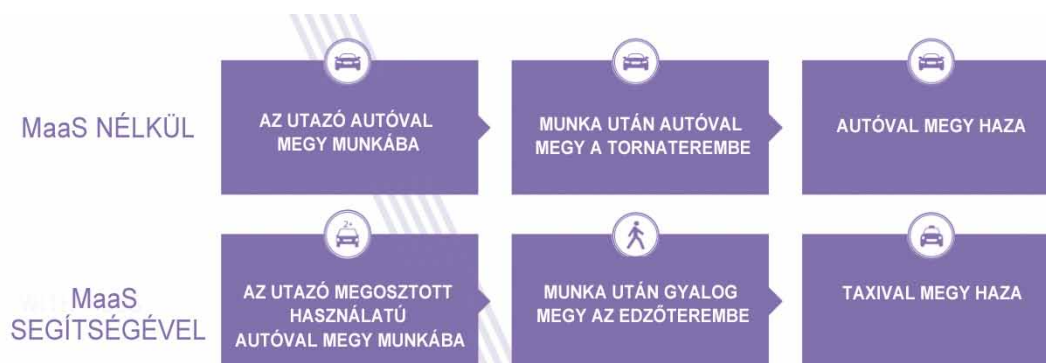 MaaS NÉLKÜL
AZ UTAZÓ AUTÓVAL
MEGY MUNKÁBA
MUNKA UTÁN AUTÓVAL
MEGY A TORNATEREMBE
AUTÓVAL MEGY HAZA
MaaS
SEGÍTSÉGÉVEL
2+
AZ UTAZÓ MEGOSZTOTT
HASZNÁLATÚ
AUTÓVAL MEGY MUNKÁBA
MUNKA UTÁN GYALOG
MEGY AZ EDZŐTEREMBE
TAXIVAL MEGY HAZA